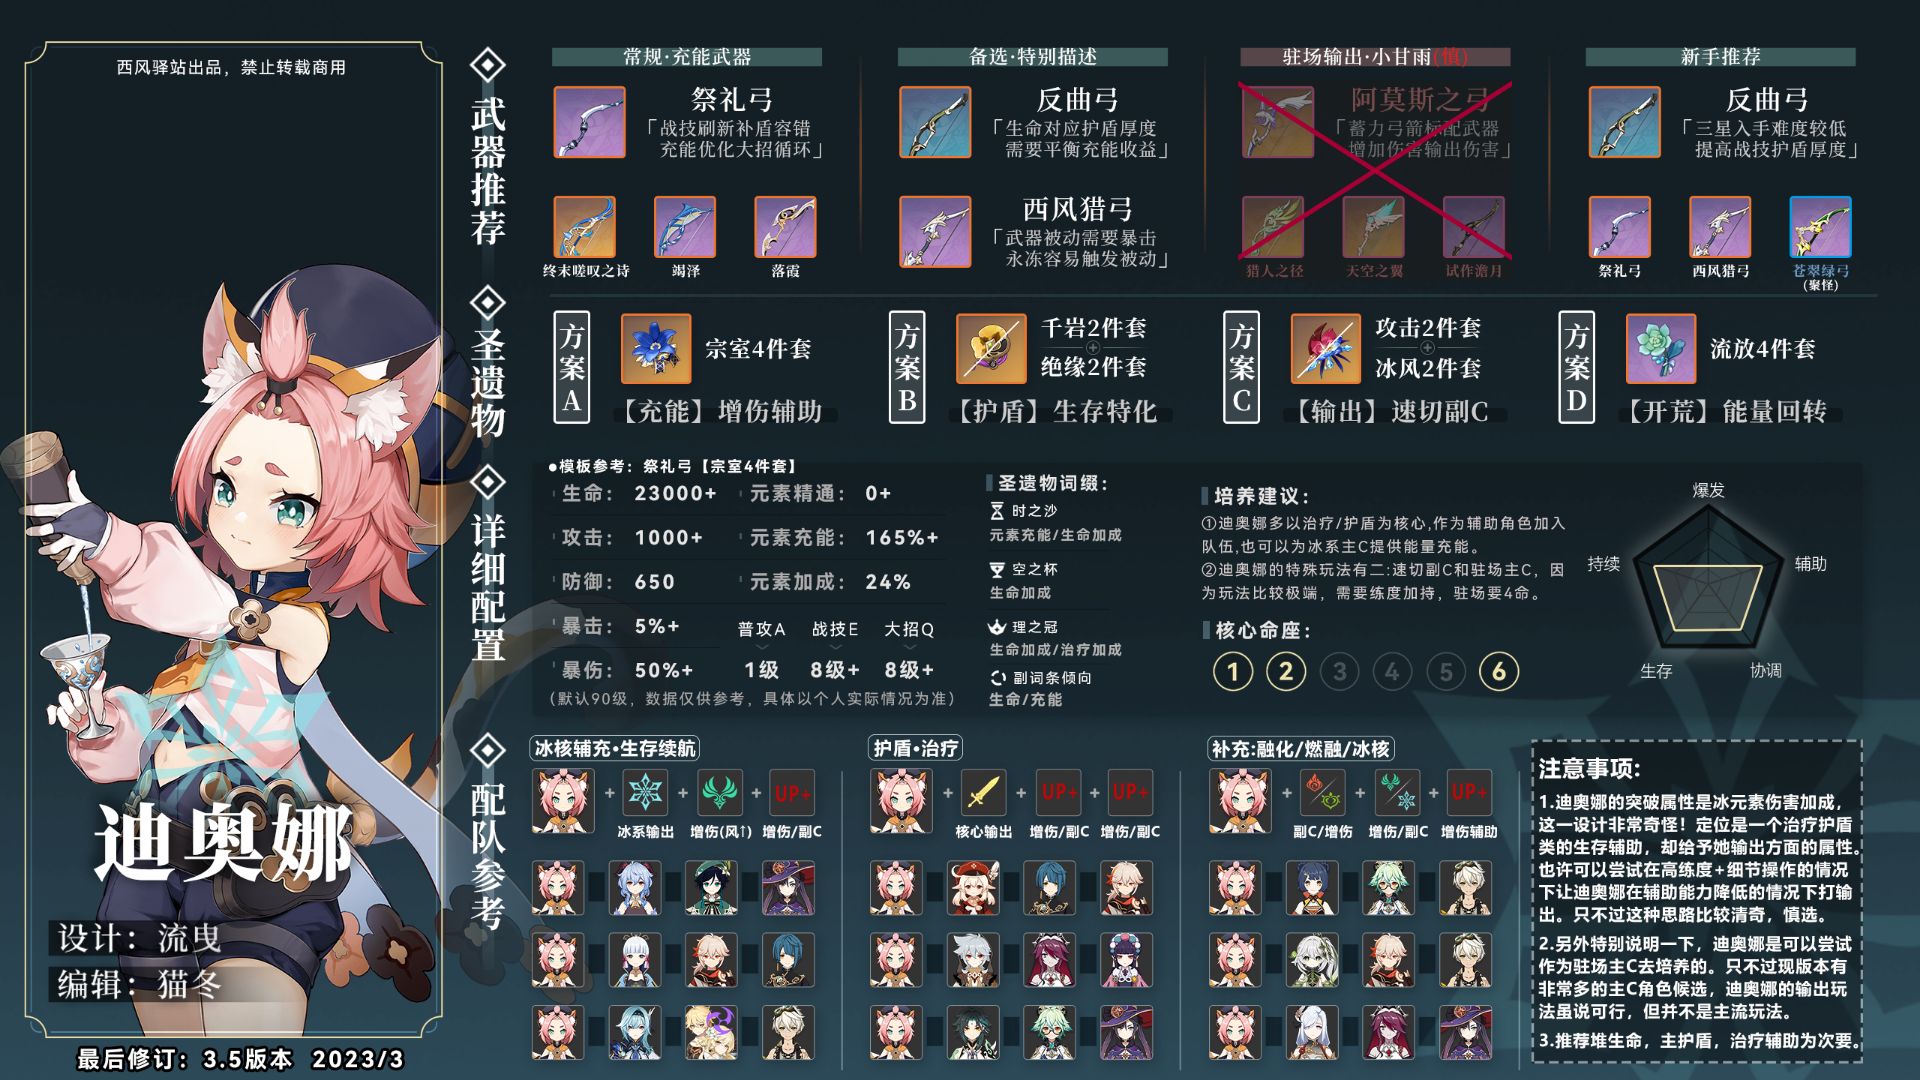 西风驿站出品，禁止转载商用
迪奥娜
设计：流曳
编辑：猫冬
最后修订：3.5版本 2023/3
武器推荐
常规·充能武器
祭礼弓
「战技刷新补盾容错
充能优化大招循环」
终末嗟叹之诗 竭泽 落霞
备选·特别描述
反曲弓
「生命对应护盾厚度
需要平衡充能收益」
西风猎弓
「武器被动需要暴击
永冻容易触发被动」
驻场输出·小甘雨(慎)
阿莫斯之弓
「蓄力弓箭标配武器
增加伤害输出伤害」
猎人之径 天空之翼 试作澹月
新手推荐
反曲弓
「三星入手难度较低
提高战技护盾厚度」
祭礼弓 西风猎弓 苍翠绿弓
(聚怪)
圣遗物
方案A
宗室4件套
【充能】增伤辅助
方案B
千岩2件套
绝缘2件套
【护盾】生存特化
方案C
攻击2件套
冰风2件套
【输出】速切副C
方案D
流放4件套
【开荒】能量回转
详细配置
●模板参考：祭礼弓【宗室4件套】
生命： 23000+ 元素精通： 0+
攻击： 1000+ 元素充能： 165%+
防御： 650 元素加成： 24%
暴击： 5%+ 普攻A 战技E 大招Q
暴伤： 50%+ 1级 8级+ 8级+
(默认90级，数据仅供参考，具体以个人实际情况为准)
圣遗物词缀：
时之沙
元素充能/生命加成
空之杯
生命加成
理之冠
生命加成/治疗加成
副词条倾向
生命/充能
培养建议：
①迪奥娜多以治疗/护盾为核心,作为辅助角色加入
队伍,也可以为冰系主C提供能量充能。
②迪奥娜的特殊玩法有二:速切副C和驻场主C，因
为玩法比较极端，需要练度加持，驻场要4命。
核心命座：
1 2 3 4 5 6
爆发
持续 辅助
生存 协调
配队参考
冰核辅充·生存续航
UP+
冰系输出 增伤(风↑) 增伤/副C
护盾·治疗
UP+ UP+
核心输出 增伤/副C 增伤/副C
补充:融化/燃融/冰核
UP+
副C/增伤 增伤/副C 增伤辅助
注意事项:
1.迪奥娜的突破属性是冰元素伤害加成，
这一设计非常奇怪！定位是一个治疗护盾
类的生存辅助，却给予她输出方面的属性。
也许可以尝试在高练度+细节操作的情况
下让迪奥娜在辅助能力降低的情况下打输
出。只不过这种思路比较清奇，慎选。
2.另外特别说明一下，迪奥娜是可以尝试
作为驻场主C去培养的。只不过现版本有
非常多的主C角色候选，迪奥娜的输出玩
法虽说可行，但并不是主流玩法。
3.推荐堆生命，主护盾，治疗辅助为次要。